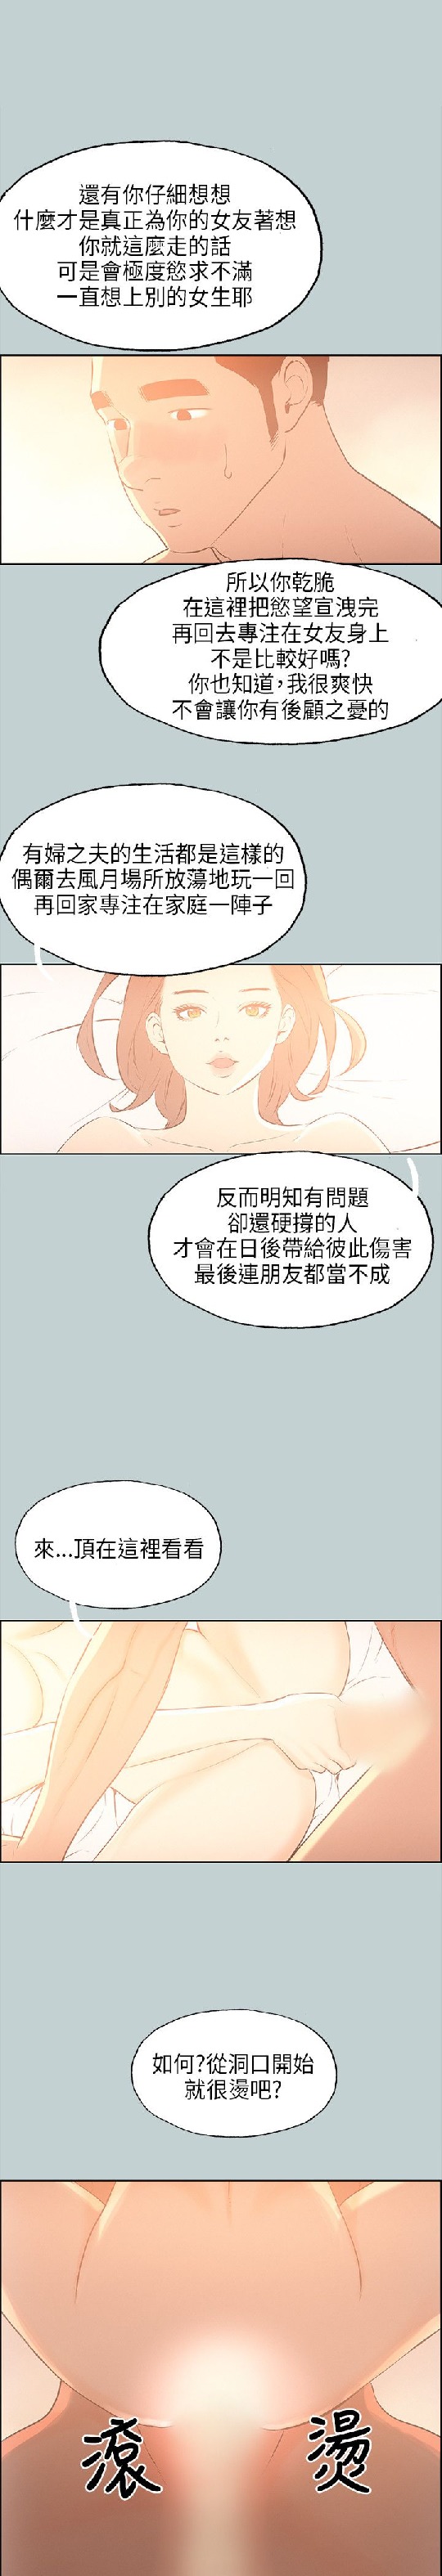 還有你仔細想想
什麼才是真正為你的女友著想
你就這麼走的話
可是會極度慾求不滿
一直想上別的女生耶
所以你乾脆
在這裡把慾望宣洩完
再回去專注在女友身上
不是比較好嗎?
你也知道,我很爽快
不會讓你有後顧之憂的
有婦之夫的生活都是這樣的
偶爾去風月場所放蕩地玩一回
再回家專注在家庭一陣子
反而明知有問題
卻還硬撐的人
才會在日後帶給彼此傷害
最後連朋友都當不成
來...頂在這裡看看
如何?從洞口開始
就很燙吧?
滾燙